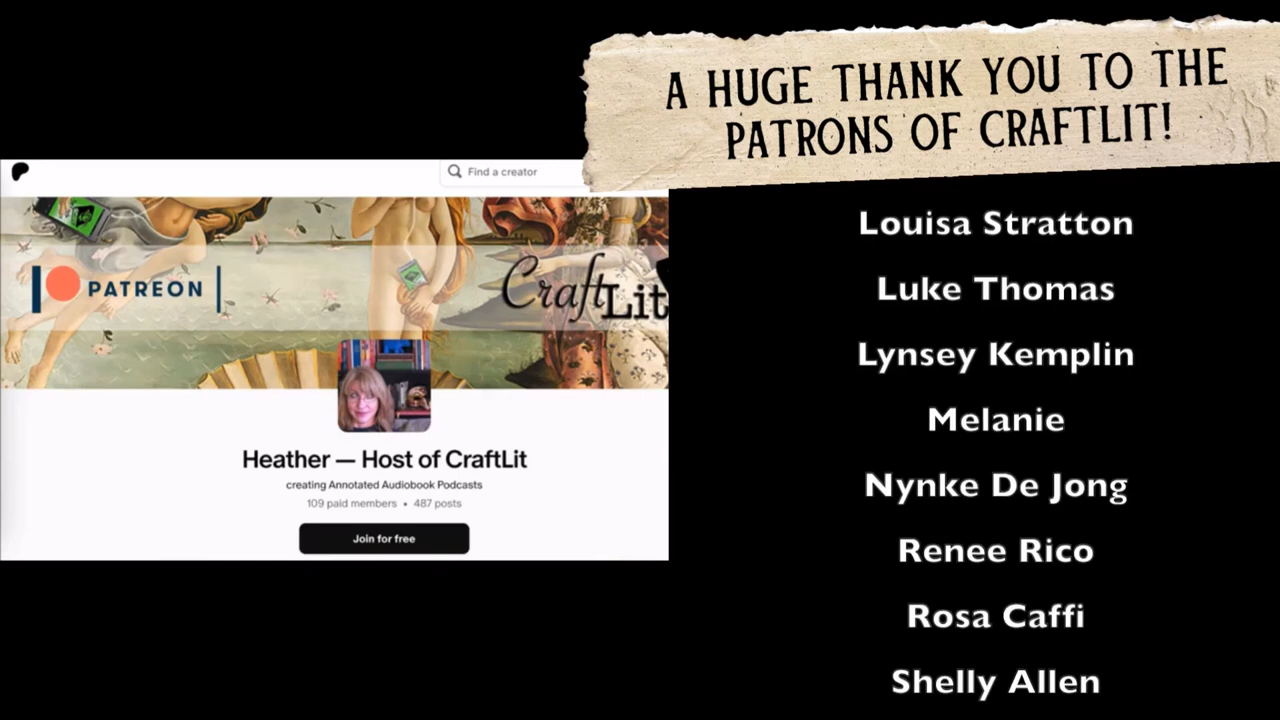 A HUGE THANK YOU TO THE
PATRONS OF CRAFTLIT!
Find a creator
PATREON
CraftLit
Heather — Host of CraftLit
creating Annotated Audiobook Podcasts
109 paid members • 487 posts
Join for free
Louisa Stratton
Luke Thomas
Lynsey Kemplin
Melanie
Nynke De Jong
Renee Rico
Rosa Caffi
Shelly Allen